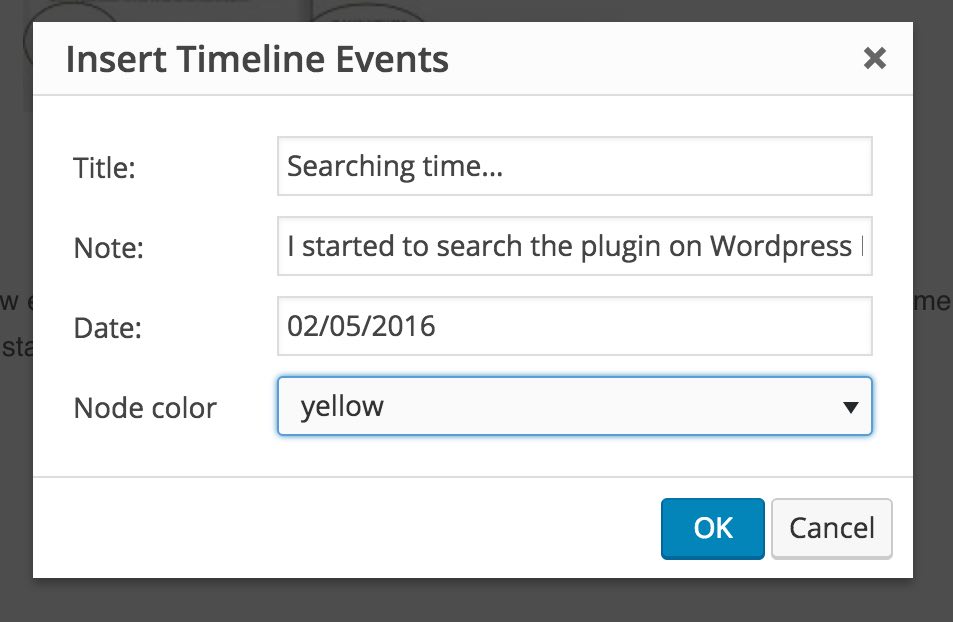 Insert Timeline Events
Title:
Searching time...
Note:
I started to search the plugin on Wordpress
Date:
02/05/2016
Node color
yellow
OK
Cancel